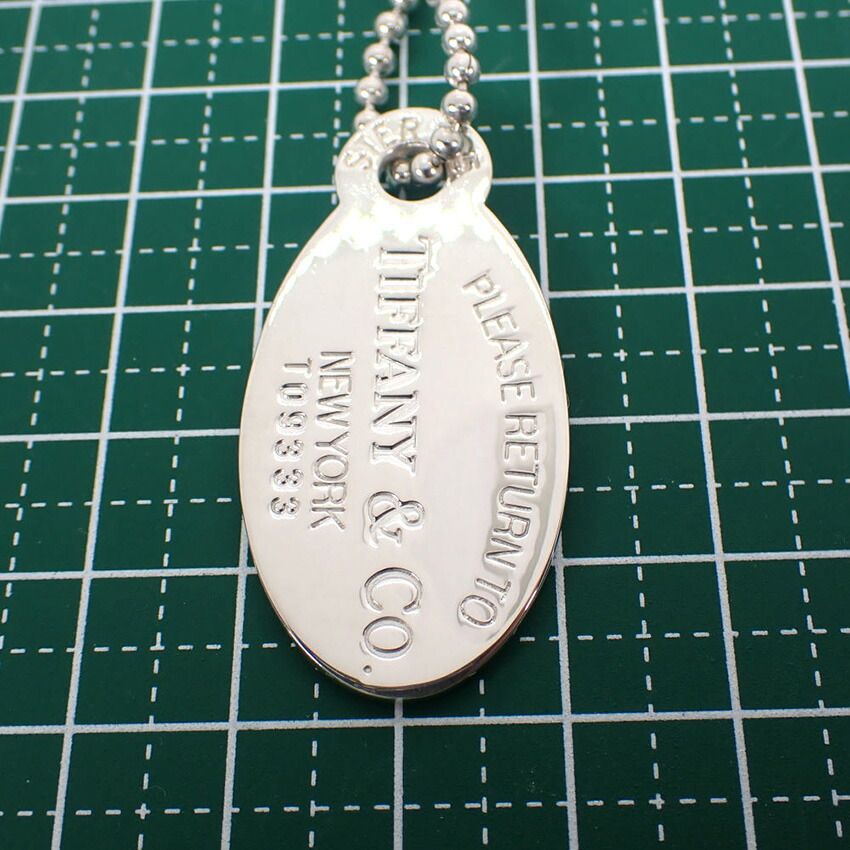 PLEASE RETURN TO
TIFFANY & CO.
NEW YORK
T09333